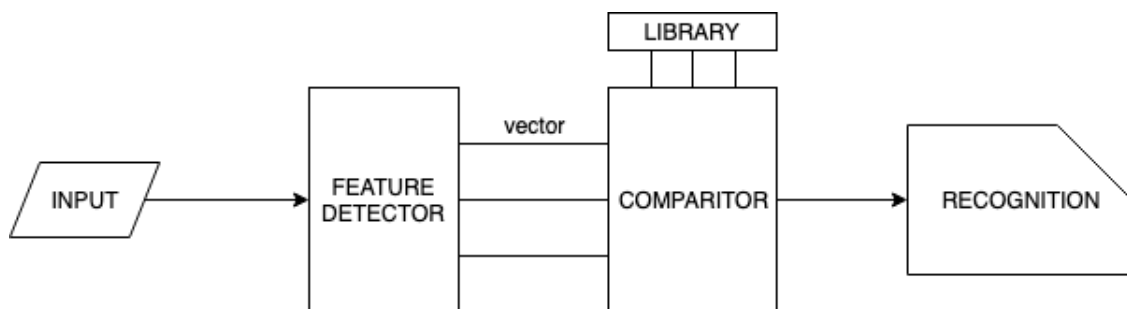 LIBRARY
vector
INPUT
FEATURE
DETECTOR
COMPARITOR
RECOGNITION